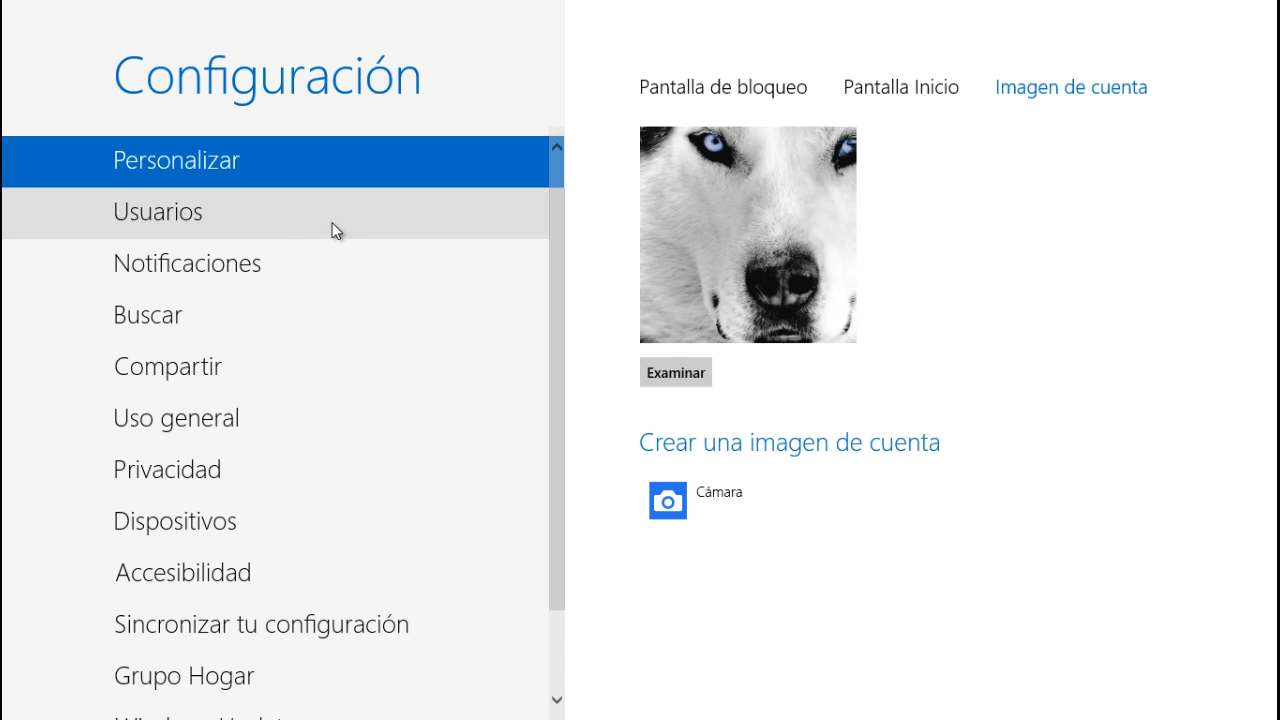 Configuración
Personalizar
Usuarios
Notificaciones
Buscar
Compartir
Uso general
Privacidad
Dispositivos
Accesibilidad
Sincronizar tu configuración
Grupo Hogar
Pantalla de bloqueo Pantalla Inicio Imagen de cuenta
Examinar
Crear una imagen de cuenta
Cámara